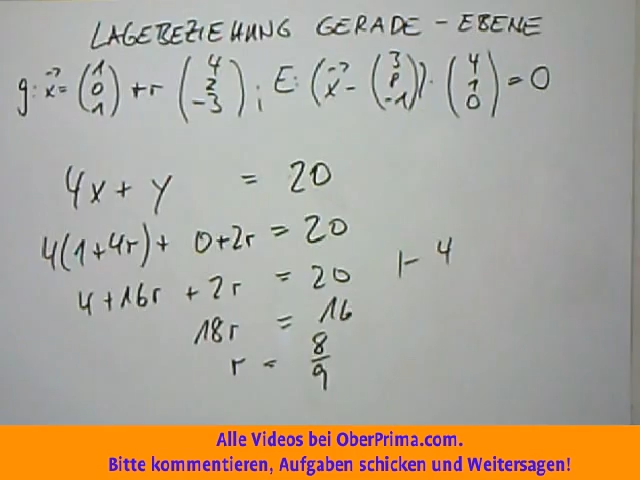 LAGEBEZIEHUNG GERADE - EBENE
g: x⃗ = (1 0 1) + r (4 2 -3) ; E: (x⃗ - (3 8 -1)) · (4 1 0) = 0
4x + y = 20
4(1+4r) + 0+2r = 20 | - 4
4 + 16r + 2r = 20
18r = 16
r = 8/9
Alle Videos bei OberPrima.com.
Bitte kommentieren, Aufgaben schicken und Weitersagen!